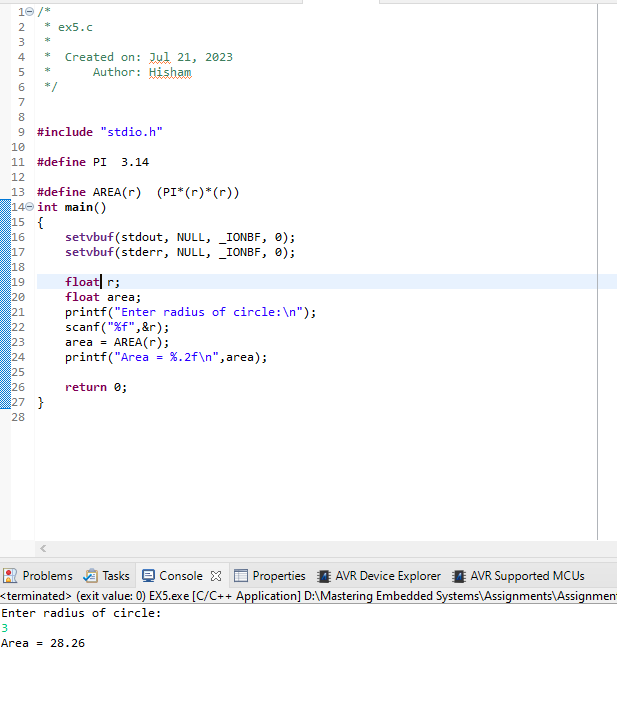 1 /*
2  * ex5.c
3  *
4  *  Created on: Jul 21, 2023
5  *      Author: Hisham
6  */
7
8
9 #include "stdio.h"
10
11 #define PI  3.14
12
13 #define AREA(r)  (PI*(r)*(r))
14 int main()
15 {
16     setvbuf(stdout, NULL, _IONBF, 0);
17     setvbuf(stderr, NULL, _IONBF, 0);
18
19     float r;
20     float area;
21     printf("Enter radius of circle:\n");
22     scanf("%f",&r);
23     area = AREA(r);
24     printf("Area = %.2f\n",area);
25
26     return 0;
27 }
28
Problems Tasks Console Properties AVR Device Explorer AVR Supported MCUs
<terminated> (exit value: 0) EX5.exe [C/C++ Application] D:\Mastering Embedded Systems\Assignments\Assignmen
Enter radius of circle:
3
Area = 28.26